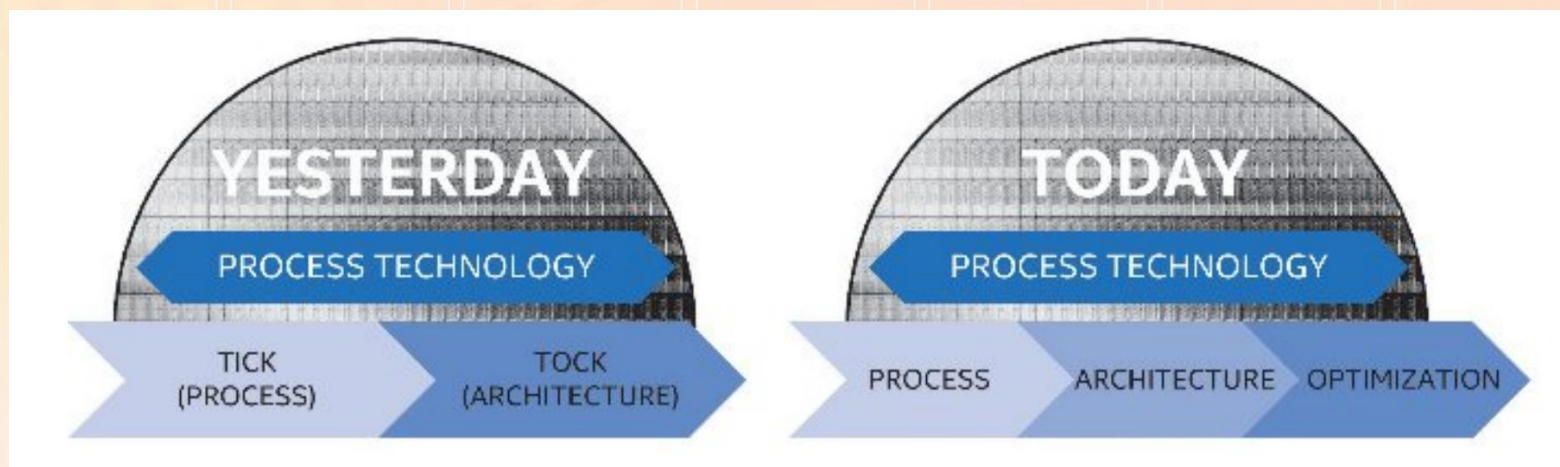 YESTERDAY
PROCESS TECHNOLOGY
TICK
(PROCESS)
TOCK
(ARCHITECTURE)
TODAY
PROCESS TECHNOLOGY
PROCESS
ARCHITECTURE
OPTIMIZATION